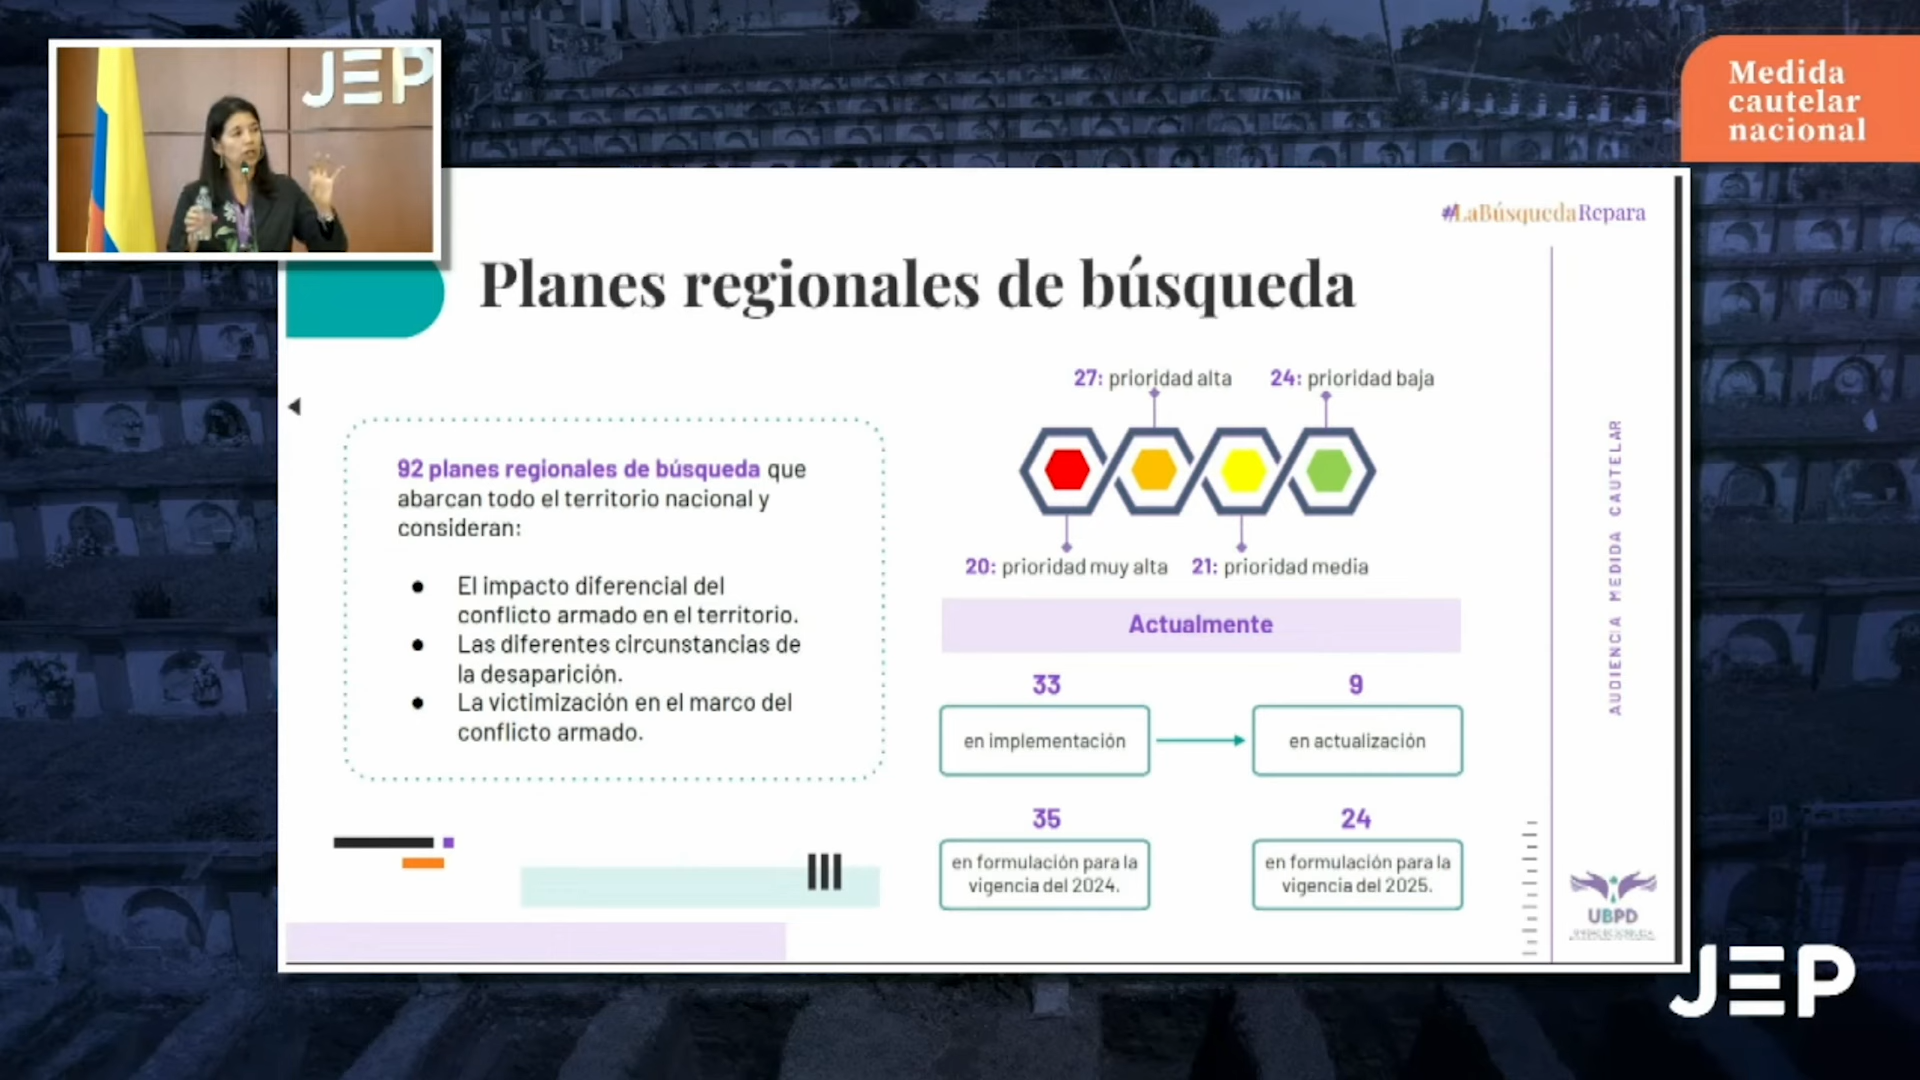 JEP
Medida
cautelar
nacional
#LaBúsquedaRepara
Planes regionales de búsqueda
92 planes regionales de búsqueda que
abarcan todo el territorio nacional y
consideran:
● El impacto diferencial del
conflicto armado en el territorio.
● Las diferentes circunstancias de
la desaparición.
● La victimización en el marco del
conflicto armado.
27: prioridad alta
24: prioridad baja
20: prioridad muy alta
21: prioridad media
Actualmente
33
en implementación
9
en actualización
35
en formulación para la
vigencia del 2024.
24
en formulación para la
vigencia del 2025.
AUDIENCIA MEDIDA CAUTELAR
UBPD
JEP